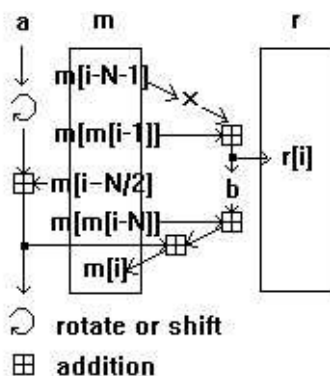 a m r
m[i-N-1]
×
m[m[i-1]]
r[i]
m[i-N/2]
b
m[m[i-N]]
m[i]
rotate or shift
addition